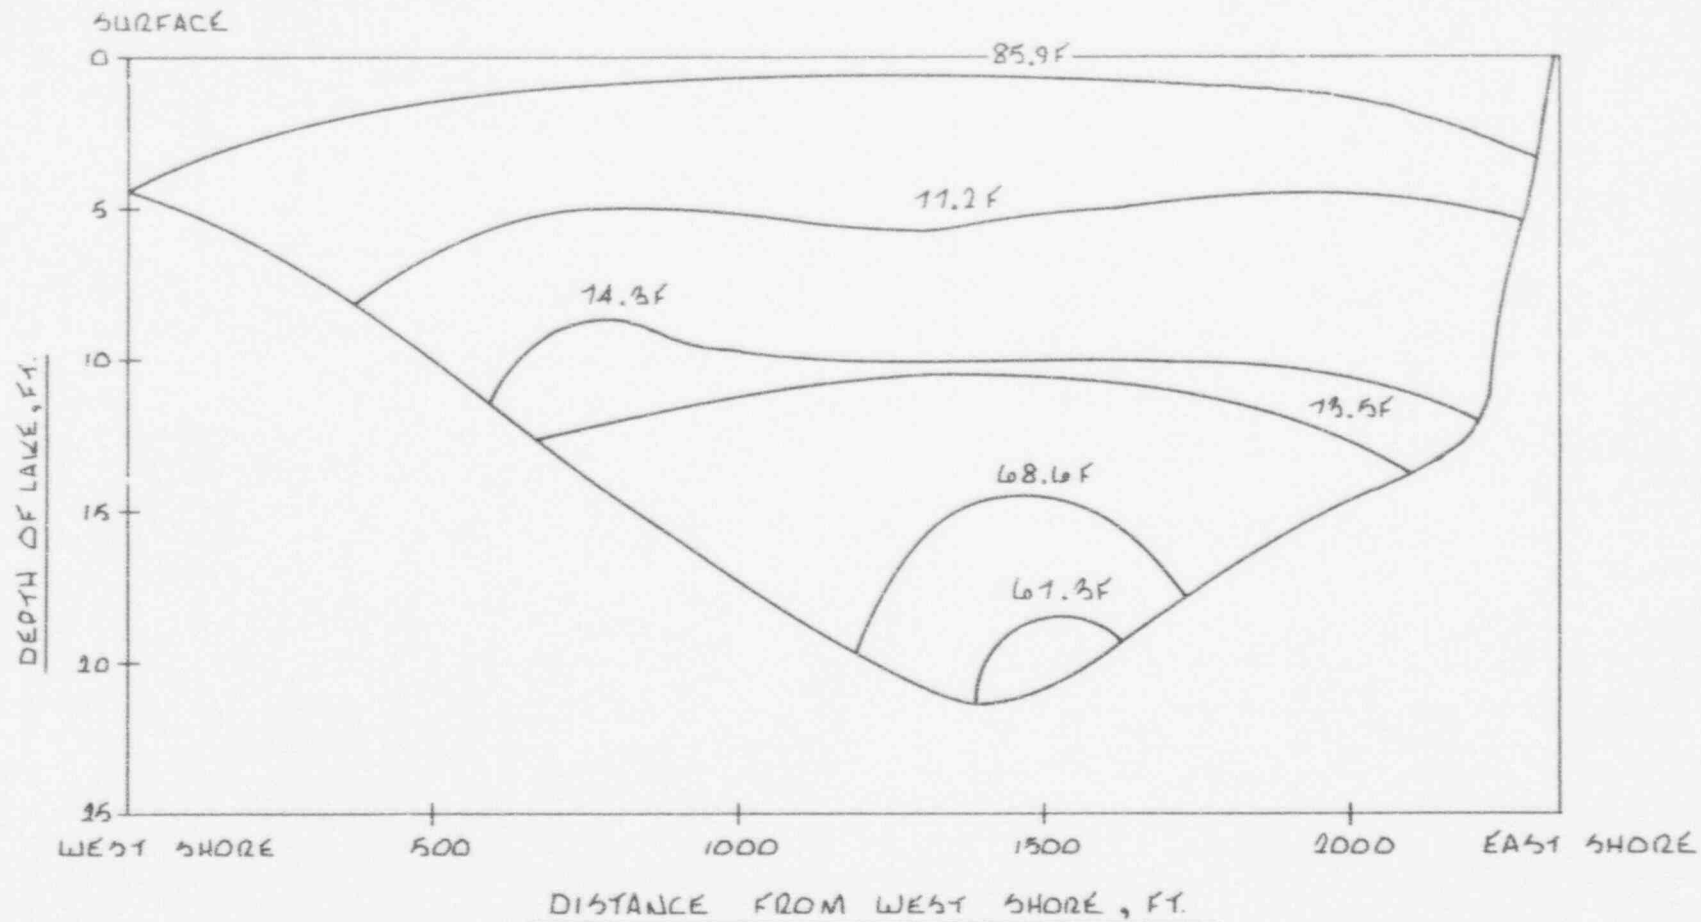 SURFACE
0
85.9F
5
77.2F
74.3F
10
73.5F
68.6F
15
67.3F
20
25
DEPTH OF LAKE, FT.
WEST SHORE 500 1000 1500 2000 EAST SHORE
DISTANCE FROM WEST SHORE, FT.